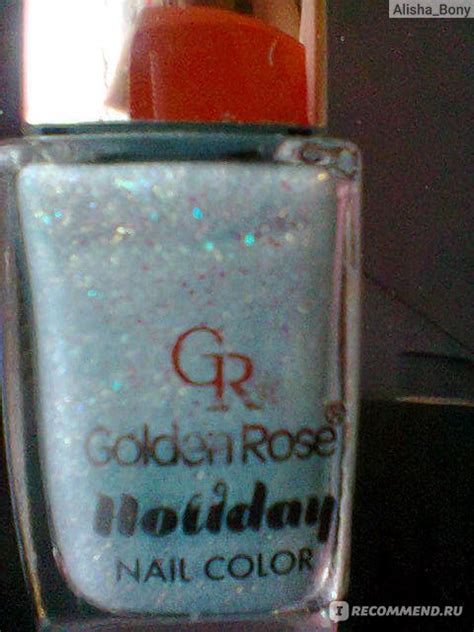 Alisha_Bony
GR
Golden Rose®
Holiday
NAIL COLOR
I RECOMMEND.RU